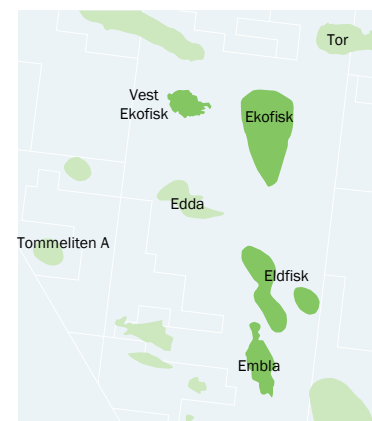 Tor
Vest
Ekofisk
Ekofisk
Edda
Tommeliten A
Eldfisk
Embla